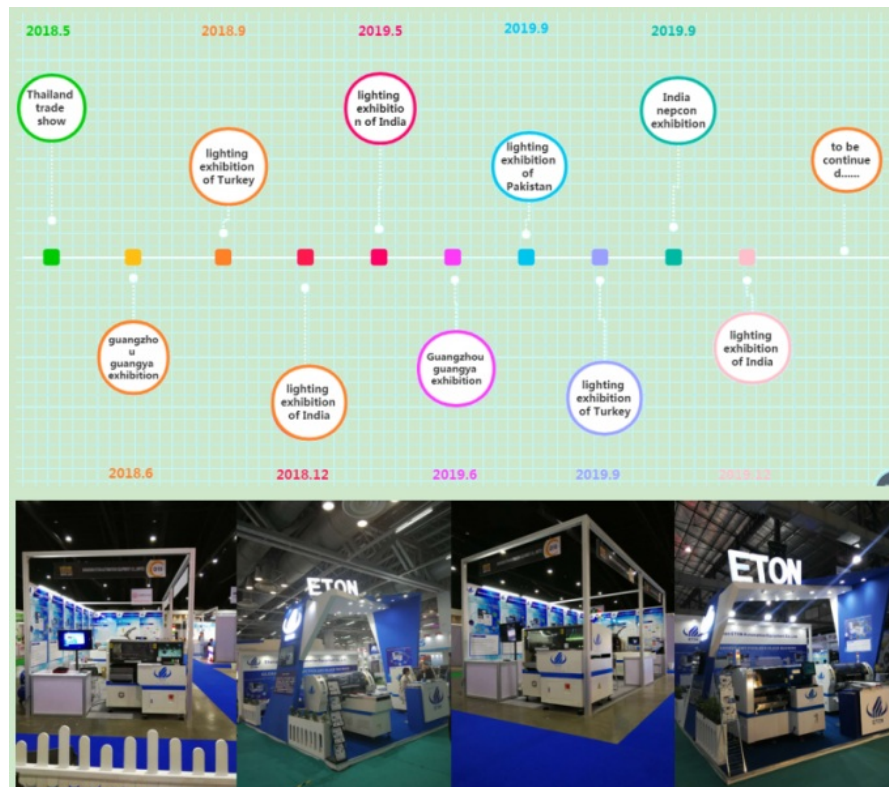 2018.5
2018.9
2019.5
2019.9
2019.9
Thailand
trade
show
lighting
exhibition
of Turkey
lighting
exhibitio
n of India
lighting
exhibition
of
Pakistan
India
nepcon
exhibition
to be
continue
d......
guangzho
u
guangya
exhibition
lighting
exhibition
of India
Guangzhou
guangya
exhibition
lighting
exhibition
of Turkey
lighting
exhibition
of India
2018.6
2018.12
2019.6
2019.9
2019.12
ETON
ETON
ETON
ETON